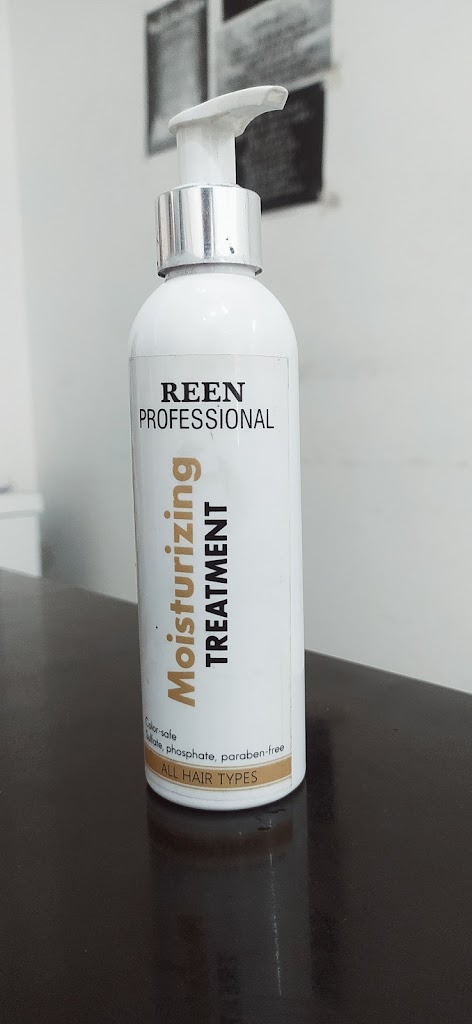 REEN
PROFESSIONAL
Moisturizing
TREATMENT
Color-safe
Sulfate, phosphate, paraben-free
ALL HAIR TYPES